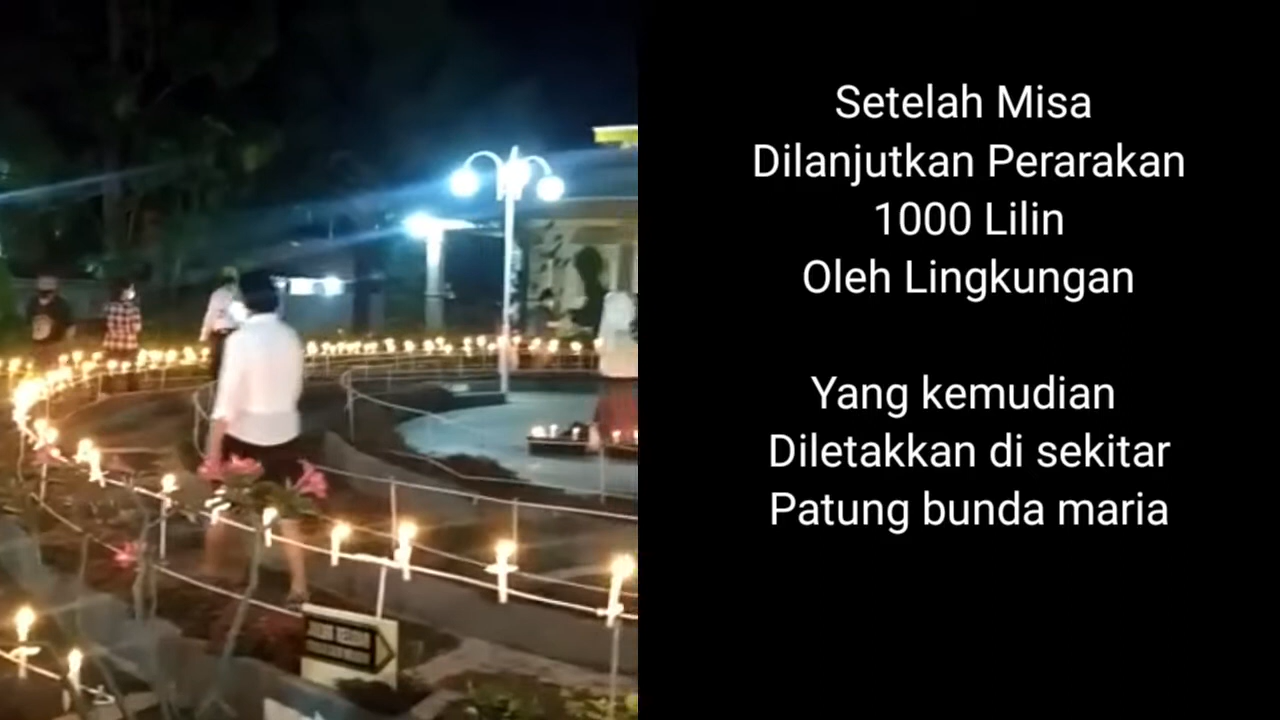 Setelah Misa
Dilanjutkan Perarakan
1000 Lilin
Oleh Lingkungan
Yang kemudian
Diletakkan di sekitar
Patung bunda maria